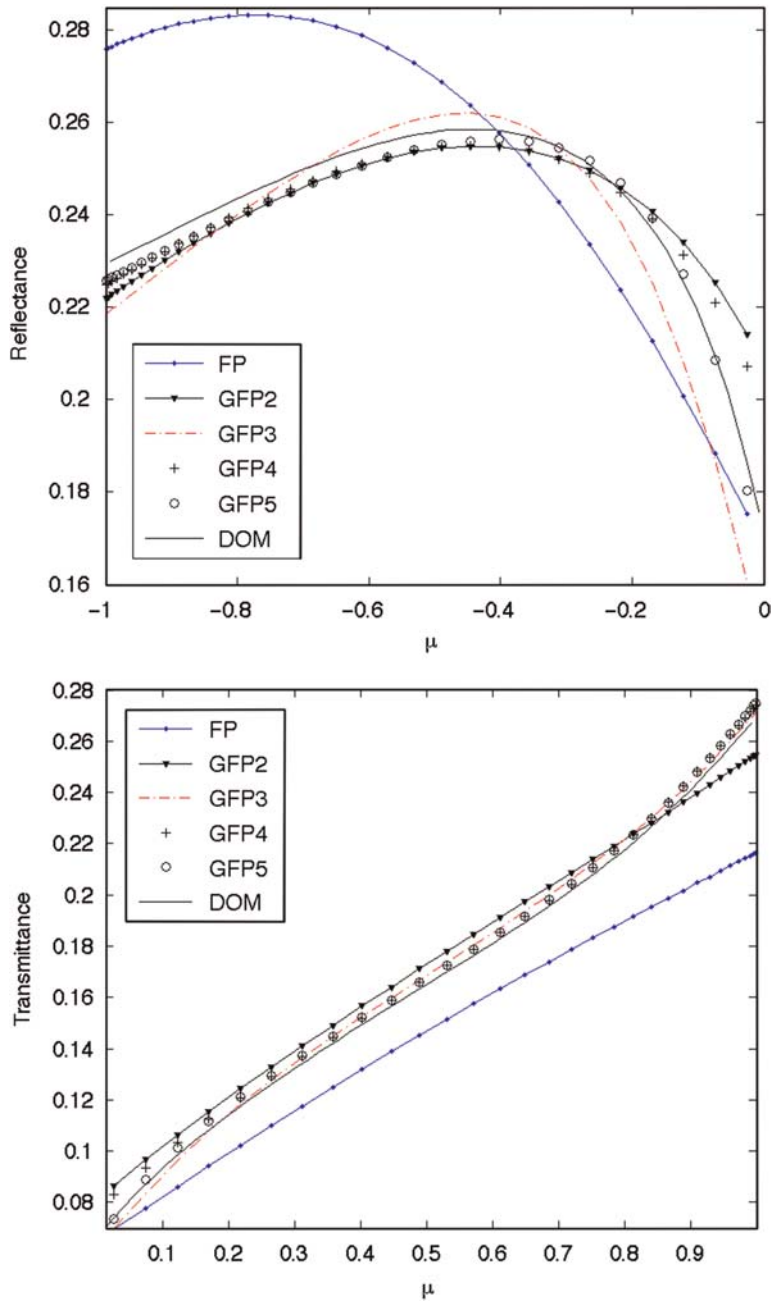 0.28
0.26
0.24
0.22
0.2
0.18
0.16
Reflectance
FP
GFP2
GFP3
GFP4
GFP5
DOM
-1
-0.8
-0.6
-0.4
-0.2
0
μ
0.28
0.26
0.24
0.22
0.2
0.18
0.16
0.14
0.12
0.1
0.08
Transmittance
FP
GFP2
GFP3
GFP4
GFP5
DOM
0.1
0.2
0.3
0.4
0.5
0.6
0.7
0.8
0.9
μ